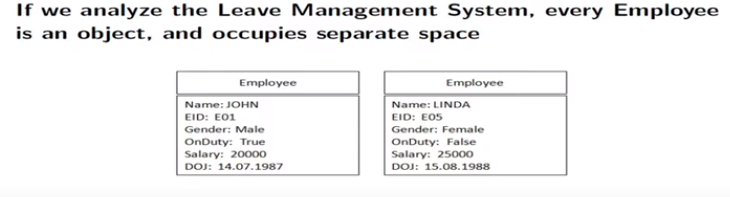 If we analyze the Leave Management System, every Employee
is an object, and occupies separate space
Employee
Name: JOHN
EID: E01
Gender: Male
OnDuty: True
Salary: 20000
DOJ: 14.07.1987
Employee
Name: LINDA
EID: E05
Gender: Female
OnDuty: False
Salary: 25000
DOJ: 15.08.1988